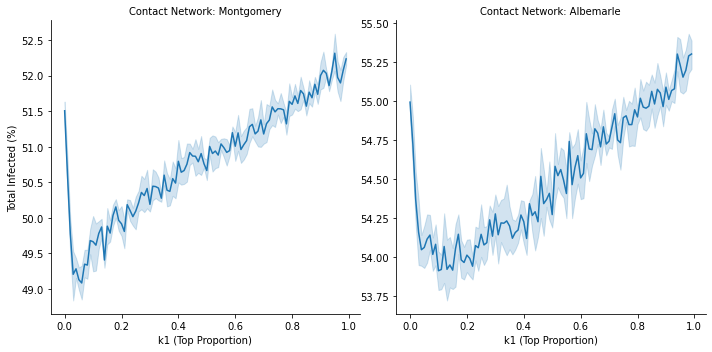 Contact Network: Montgomery
Total Infected (%)
52.5
52.0
51.5
51.0
50.5
50.0
49.5
49.0
0.0 0.2 0.4 0.6 0.8 1.0
k1 (Top Proportion)
Contact Network: Albemarle
55.50
55.25
55.00
54.75
54.50
54.25
54.00
53.75
0.0 0.2 0.4 0.6 0.8 1.0
k1 (Top Proportion)